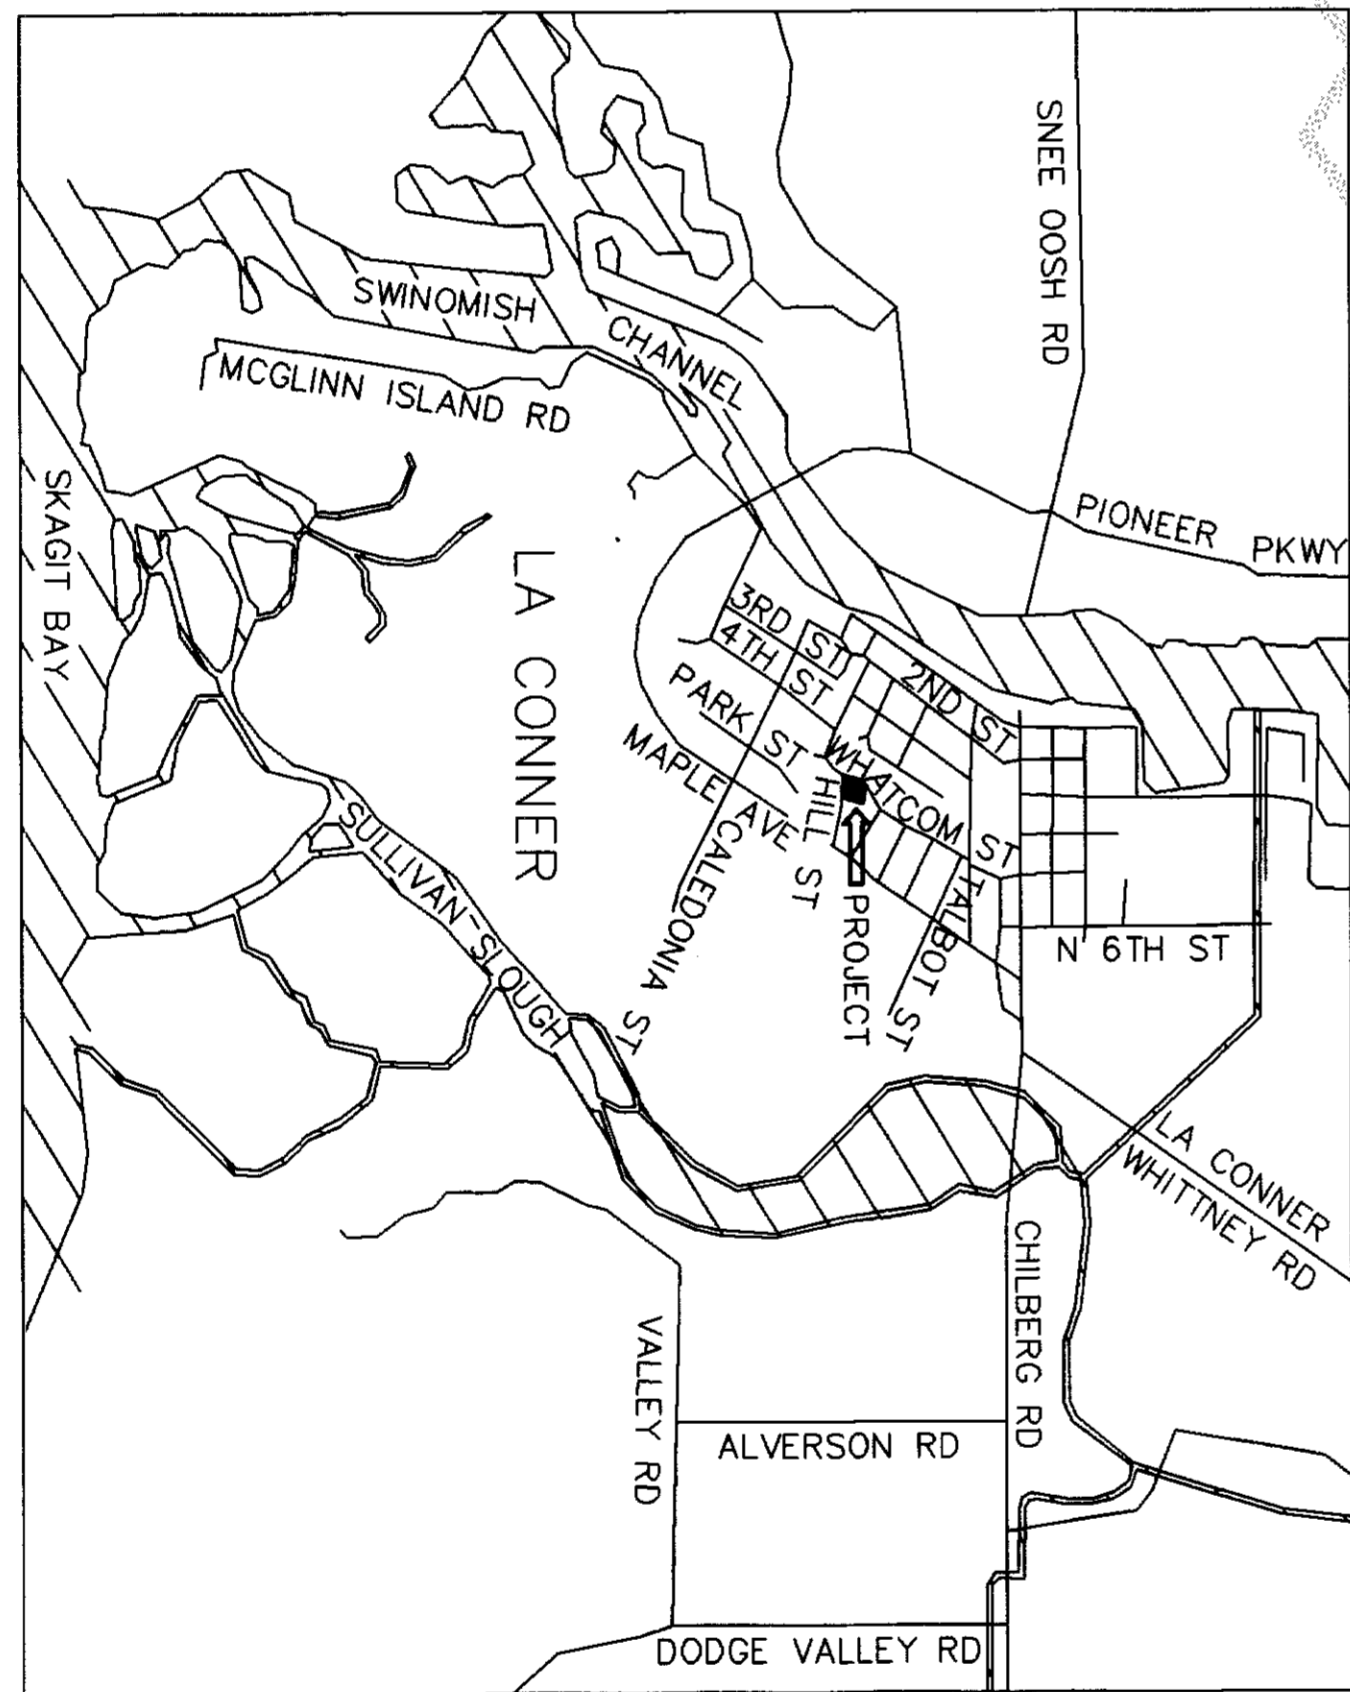 SNEE OOSH RD
SWINOMISH
CHANNEL
MCGLINN ISLAND RD
SKAGIT BAY
PIONEER PKWY
LA CONNER
3RD ST
4TH ST
2ND ST
PARK ST
MAPLE AVE
WHATCOM ST
HILL ST
CALEDONIA ST
PROJECT
TALBOT ST
N 6TH ST
SULLIVAN SLOUGH
LA CONNER
WHITTNEY RD
CHILBERG RD
VALLEY RD
ALVERSON RD
DODGE VALLEY RD